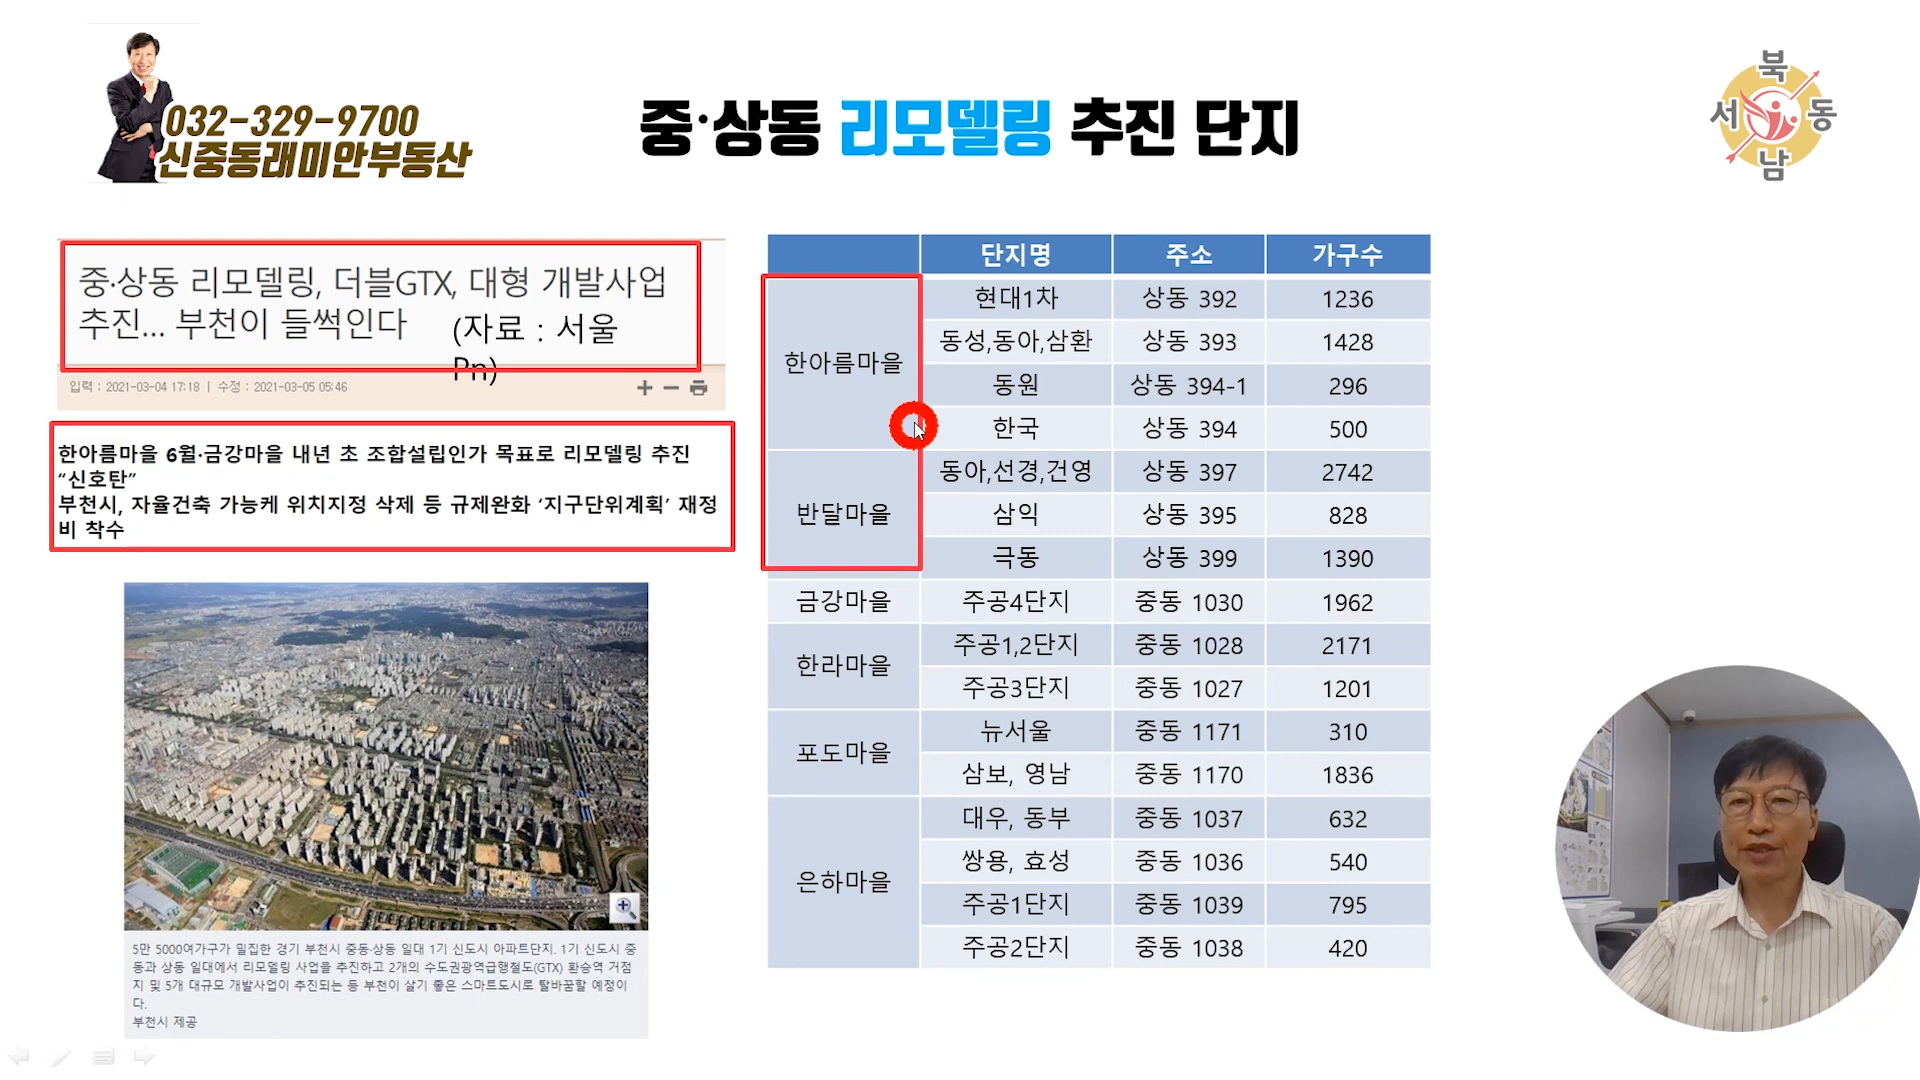 032-329-9700
신중동래미안부동산
중·상동 리모델링 추진 단지
북
서
동
남
중·상동 리모델링, 더블GTX, 대형 개발사업
추진... 부천이 들썩인다
(자료 : 서울
Pn)
입력 : 2021-03-04 17:18 | 수정 : 2021-03-05 05:46
한아름마을 6월·금강마을 내년 초 조합설립인가 목표로 리모델링 추진
“신호탄”
부천시, 자율건축 가능케 위치지정 삭제 등 규제완화 ‘지구단위계획’ 재정
비 착수
5만 5000여가구가 밀집한 경기 부천시 중동·상동 일대 1기 신도시 아파트단지. 1기 신도시 중
동과 상동 일대에서 리모델링 사업을 추진하고 2개의 수도권광역급행철도(GTX) 환승역 거점
지 및 5개 대규모 개발사업이 추진되는 등 부천이 살기 좋은 스마트도시로 탈바꿈할 예정이
다.
부천시 제공
단지명 주소 가구수
한아름마을 현대1차 상동 392 1236
동성,동아,삼환 상동 393 1428
동원 상동 394-1 296
한국 상동 394 500
반달마을 동아,선경,건영 상동 397 2742
삼익 상동 395 828
극동 상동 399 1390
금강마을 주공4단지 중동 1030 1962
한라마을 주공1,2단지 중동 1028 2171
주공3단지 중동 1027 1201
포도마을 뉴서울 중동 1171 310
삼보, 영남 중동 1170 1836
은하마을 대우, 동부 중동 1037 632
쌍용, 효성 중동 1036 540
주공1단지 중동 1039 795
주공2단지 중동 1038 420